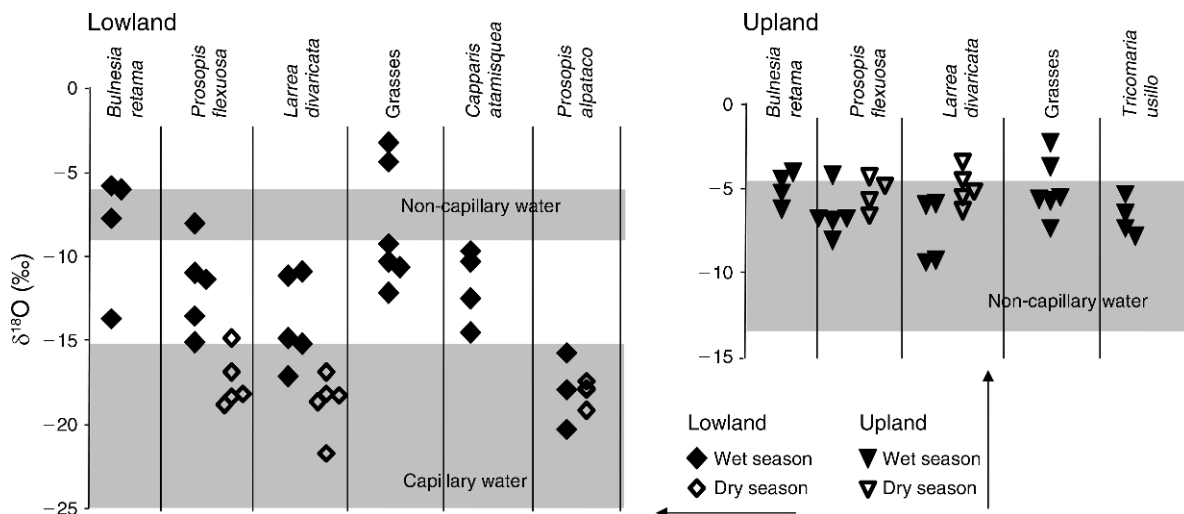 Lowland
Bulnesia
retama
Prosopis
flexuosa
Larrea
divaricata
Grasses
Capparis
atamisquea
Prosopis
alpataco
δ18O (‰)
0
−5
−10
−15
−20
−25
Non-capillary water
Capillary water
Upland
Bulnesia
retama
Prosopis
flexuosa
Larrea
divaricata
Grasses
Tricomaria
usillo
0
−5
−10
−15
Non-capillary water
Lowland
Wet season
Dry season
Upland
Wet season
Dry season